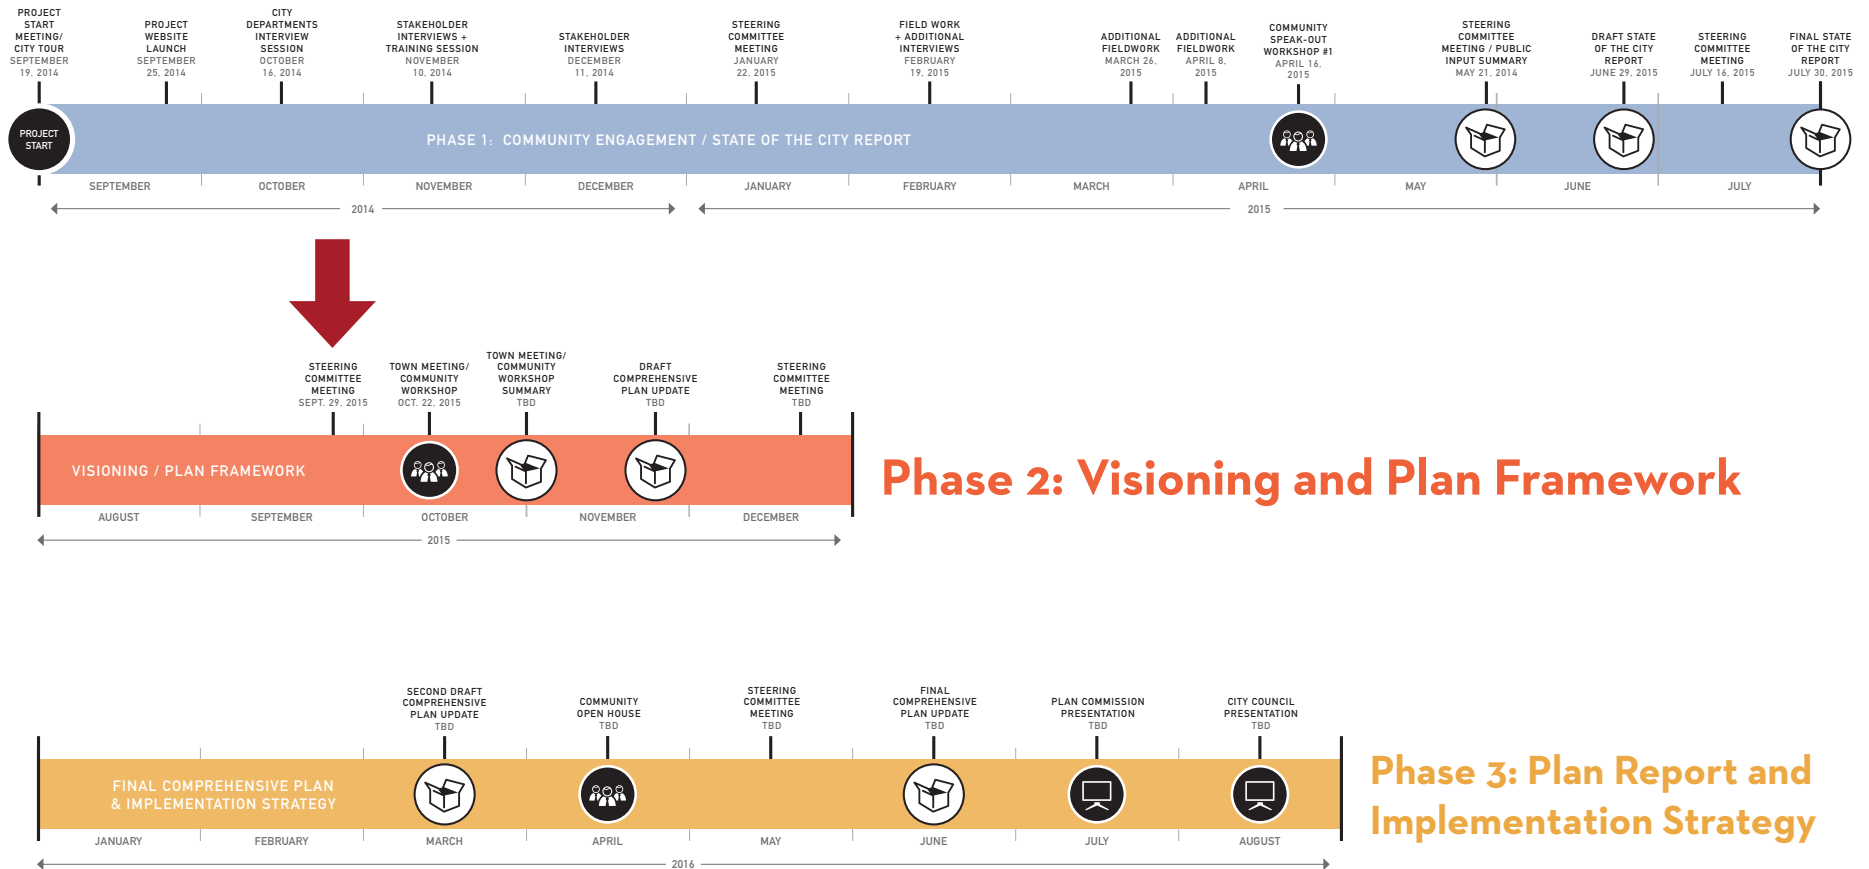 PROJECT
START
MEETING/
CITY TOUR
SEPTEMBER
19, 2014
PROJECT
WEBSITE
LAUNCH
SEPTEMBER
25, 2014
CITY
DEPARTMENTS
INTERVIEW
SESSION
OCTOBER
16, 2014
STAKEHOLDER
INTERVIEWS +
TRAINING SESSION
NOVEMBER
10, 2014
STAKEHOLDER
INTERVIEWS
DECEMBER
11, 2014
STEERING
COMMITTEE
MEETING
JANUARY
22, 2015
FIELD WORK
+ ADDITIONAL
INTERVIEWS
FEBRUARY
19, 2015
ADDITIONAL
FIELDWORK
MARCH 26,
2015
ADDITIONAL
FIELDWORK
APRIL 8,
2015
COMMUNITY
SPEAK-OUT
WORKSHOP #1
APRIL 16,
2015
STEERING
COMMITTEE
MEETING / PUBLIC
INPUT SUMMARY
MAY 21, 2014
DRAFT STATE
OF THE CITY
REPORT
JUNE 29, 2015
STEERING
COMMITTEE
MEETING
JULY 16, 2015
FINAL STATE
OF THE CITY
REPORT
JULY 30, 2015
PROJECT
START
PHASE 1: COMMUNITY ENGAGEMENT / STATE OF THE CITY REPORT
SEPTEMBER
OCTOBER
NOVEMBER
DECEMBER
JANUARY
FEBRUARY
MARCH
APRIL
MAY
JUNE
JULY
2014
2015
STEERING
COMMITTEE
MEETING
SEPT. 29, 2015
TOWN MEETING/
COMMUNITY
WORKSHOP
OCT. 22, 2015
TOWN MEETING/
COMMUNITY
WORKSHOP
SUMMARY
TBD
DRAFT
COMPREHENSIVE
PLAN UPDATE
TBD
STEERING
COMMITTEE
MEETING
TBD
VISIONING / PLAN FRAMEWORK
Phase 2: Visioning and Plan Framework
AUGUST
SEPTEMBER
OCTOBER
NOVEMBER
DECEMBER
2015
SECOND DRAFT
COMPREHENSIVE
PLAN UPDATE
TBD
COMMUNITY
OPEN HOUSE
TBD
STEERING
COMMITTEE
MEETING
TBD
FINAL
COMPREHENSIVE
PLAN UPDATE
TBD
PLAN COMMISSION
PRESENTATION
TBD
CITY COUNCIL
PRESENTATION
TBD
FINAL COMPREHENSIVE PLAN
& IMPLEMENTATION STRATEGY
Phase 3: Plan Report and
Implementation Strategy
JANUARY
FEBRUARY
MARCH
APRIL
MAY
JUNE
JULY
AUGUST
2016